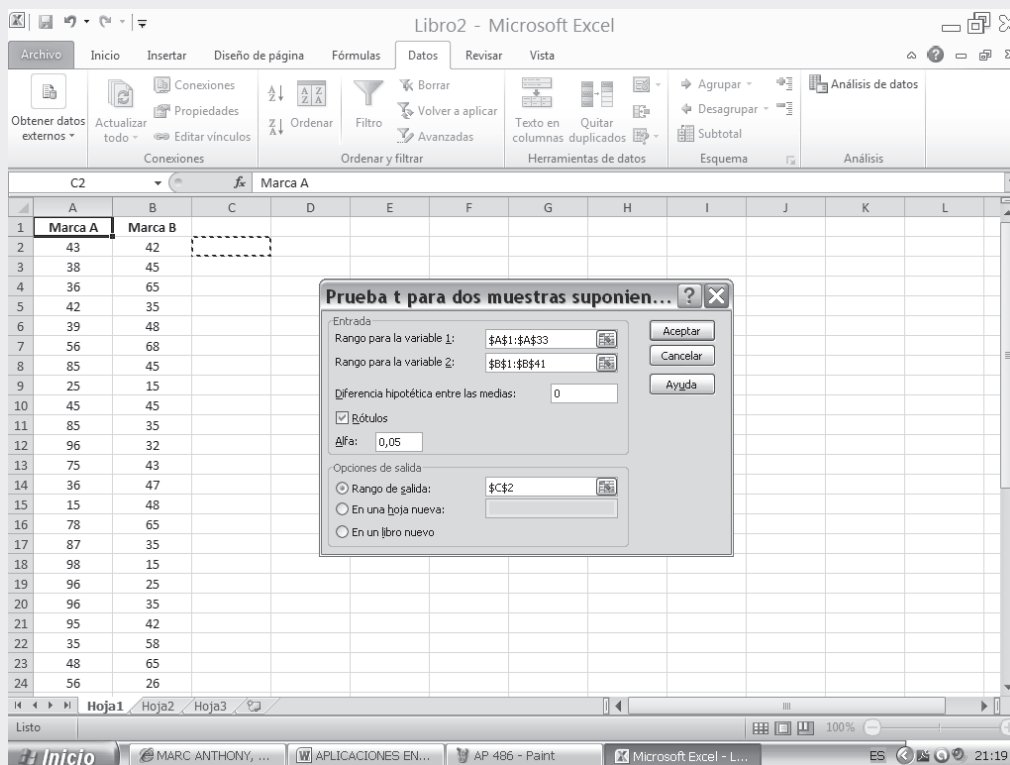 Libro2 - Microsoft Excel
Archivo Inicio Insertar Diseño de página Fórmulas Datos Revisar Vista
Obtener datos externos
Actualizar todo
Conexiones
Propiedades
Editar vínculos
Conexiones
Ordenar
Filtro
Borrar
Volver a aplicar
Avanzadas
Ordenar y filtrar
Texto en columnas
Quitar duplicados
Herramientas de datos
Agrupar
Desagrupar
Subtotal
Esquema
Análisis de datos
Análisis
C2 fx Marca A
A B C D E F G H I J K L
1 Marca A Marca B
2 43 42
3 38 45
4 36 65
5 42 35
6 39 48
7 56 68
8 85 45
9 25 15
10 45 45
11 85 35
12 96 32
13 75 43
14 36 47
15 15 48
16 78 65
17 87 35
18 98 15
19 96 25
20 96 35
21 95 42
22 35 58
23 48 65
24 56 26
Prueba t para dos muestras suponien...
Entrada
Rango para la variable 1: $A$1:$A$33
Rango para la variable 2: $B$1:$B$41
Diferencia hipotética entre las medias: 0
Rótulos
Alfa: 0,05
Aceptar
Cancelar
Ayuda
Opciones de salida
Rango de salida: $C$2
En una hoja nueva:
En un libro nuevo
Hoja1 Hoja2 Hoja3
Listo 100%
Inicio MARC ANTHONY, ... APLICACIONES EN... AP 486 - Paint Microsoft Excel - L... ES 21:19